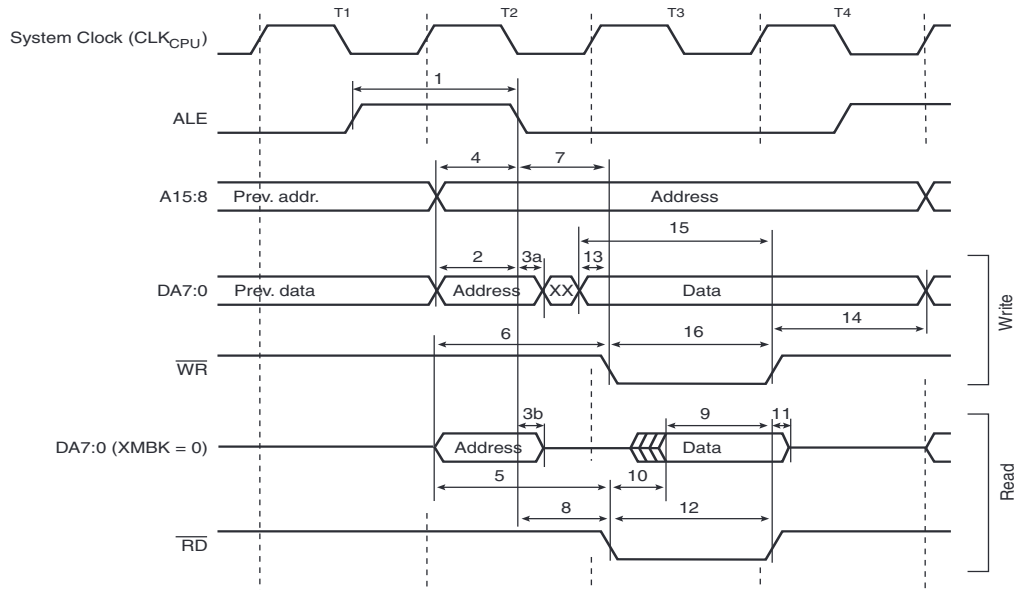 T1 T2 T3 T4
System Clock (CLKCPU)
1
ALE
4 7
A15:8 Prev. addr. Address
15
2 3a 13
DA7:0 Prev. data Address XX Data
14
6 16
WR
Write
3b 9 11
DA7:0 (XMBK = 0) Address Data
5 10
8 12
RD
Read